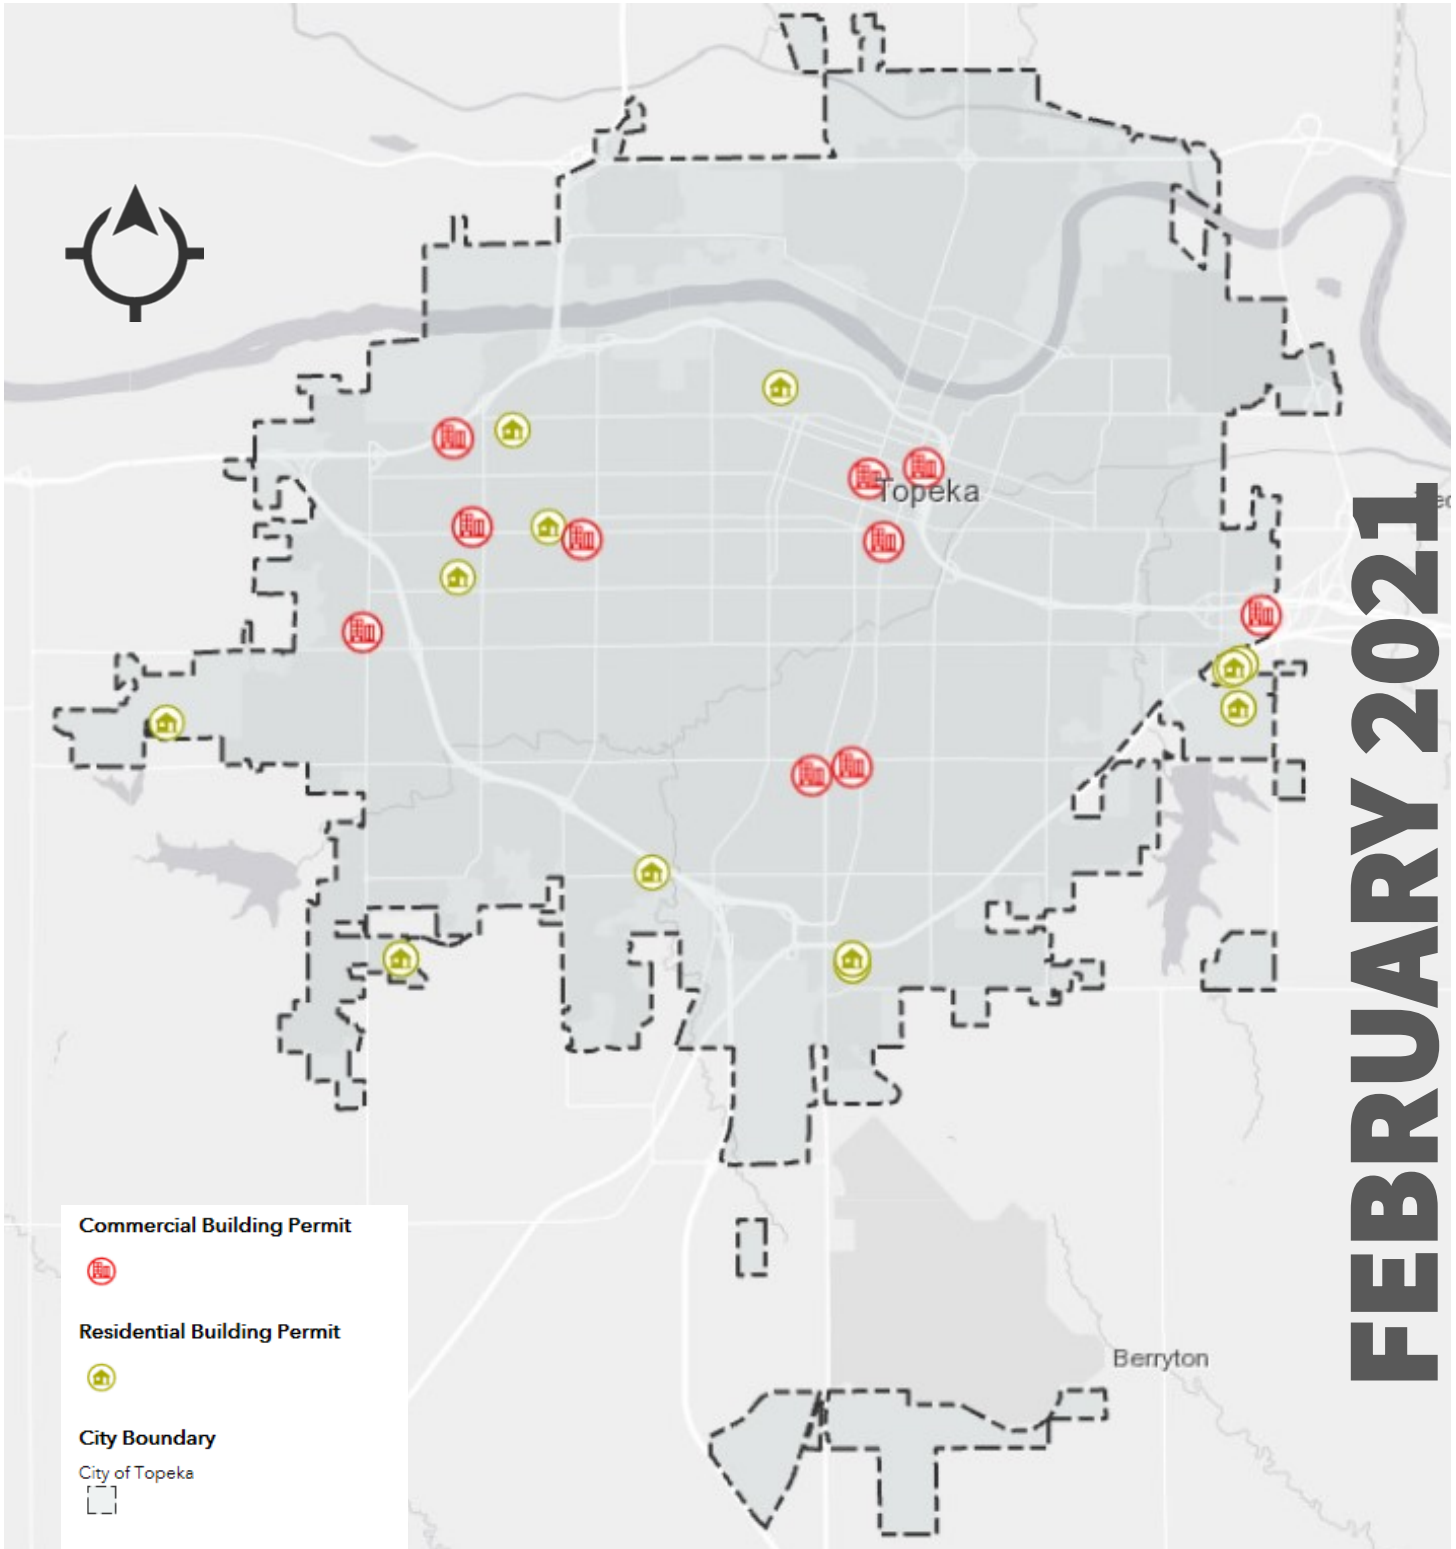 Topeka
FEBRUARY 2021
Commercial Building Permit
Residential Building Permit
Berryton
City Boundary
City of Topeka